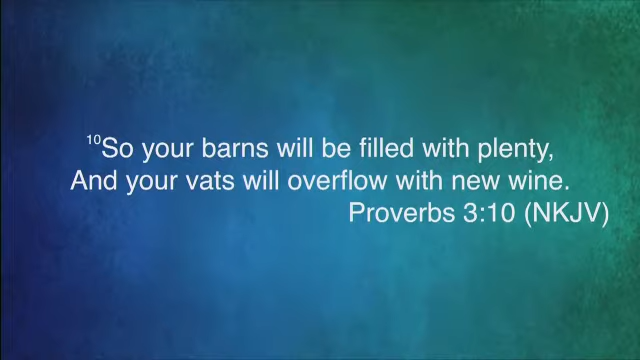 10So your barns will be filled with plenty,
And your vats will overflow with new wine.
Proverbs 3:10 (NKJV)